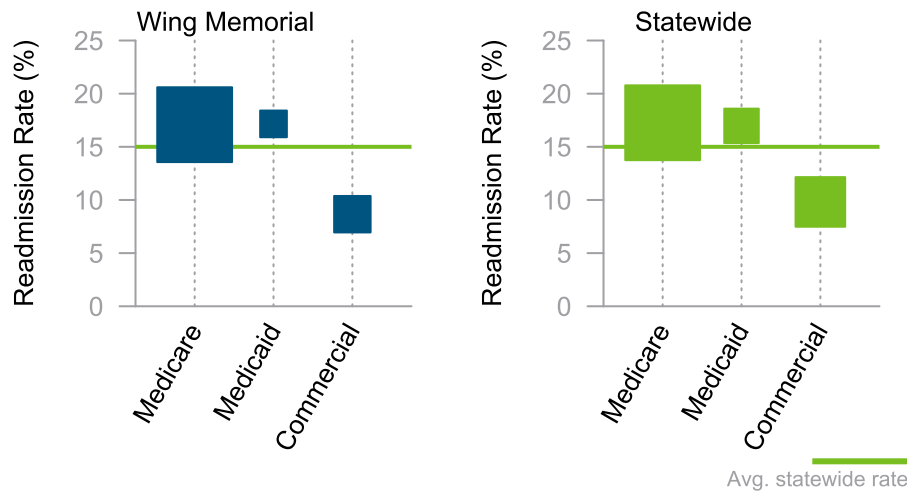 Wing Memorial
Readmission Rate (%)
25
20
15
10
5
0
Medicare
Medicaid
Commercial
Statewide
Readmission Rate (%)
25
20
15
10
5
0
Medicare
Medicaid
Commercial
Avg. statewide rate